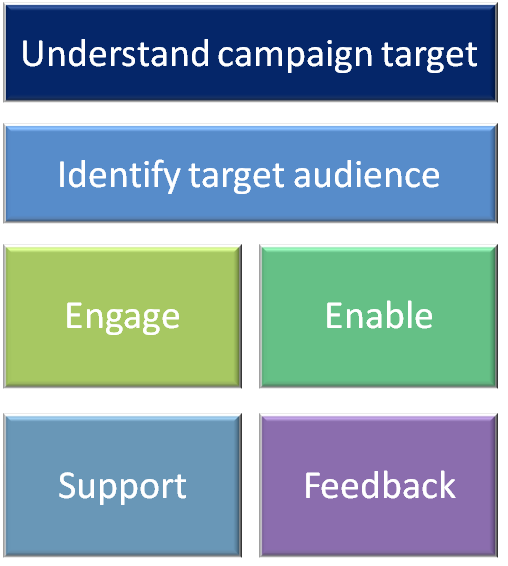 Understand campaign target
Identify target audience
Engage
Enable
Support
Feedback